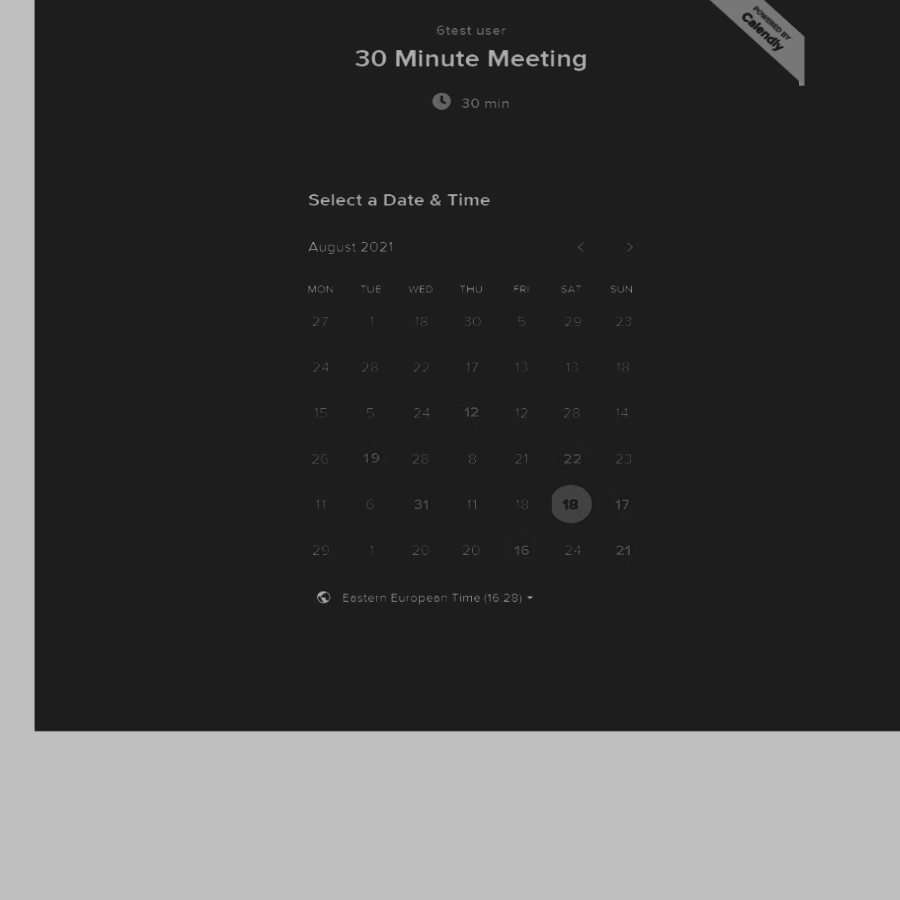 POWERED BY
Calendly
6test user
30 Minute Meeting
30 min
Select a Date & Time
August 2021
MON TUE WED THU FRI SAT SUN
27 1 18 30 5 29 23
24 28 22 17 13 13 18
15 5 24 12 12 28 14
26 19 28 8 21 22 23
11 6 31 11 18 18 17
29 1 20 20 16 24 21
Eastern European Time (16:28)